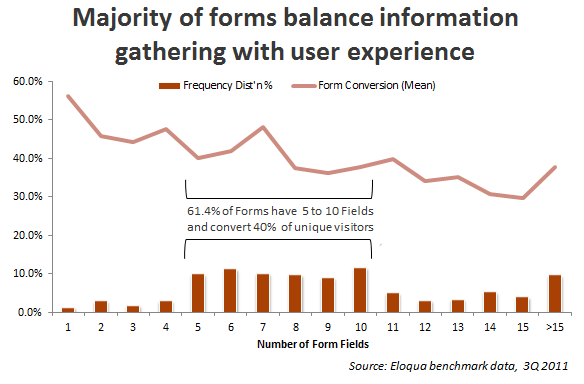 Majority of forms balance information
gathering with user experience
Frequency Dist'n %
Form Conversion (Mean)
60.0%
50.0%
40.0%
30.0%
20.0%
10.0%
0.0%
61.4% of Forms have 5 to 10 Fields
and convert 40% of unique visitors
1 2 3 4 5 6 7 8 9 10 11 12 13 14 15 >15
Number of Form Fields
Source: Eloqua benchmark data, 3Q 2011